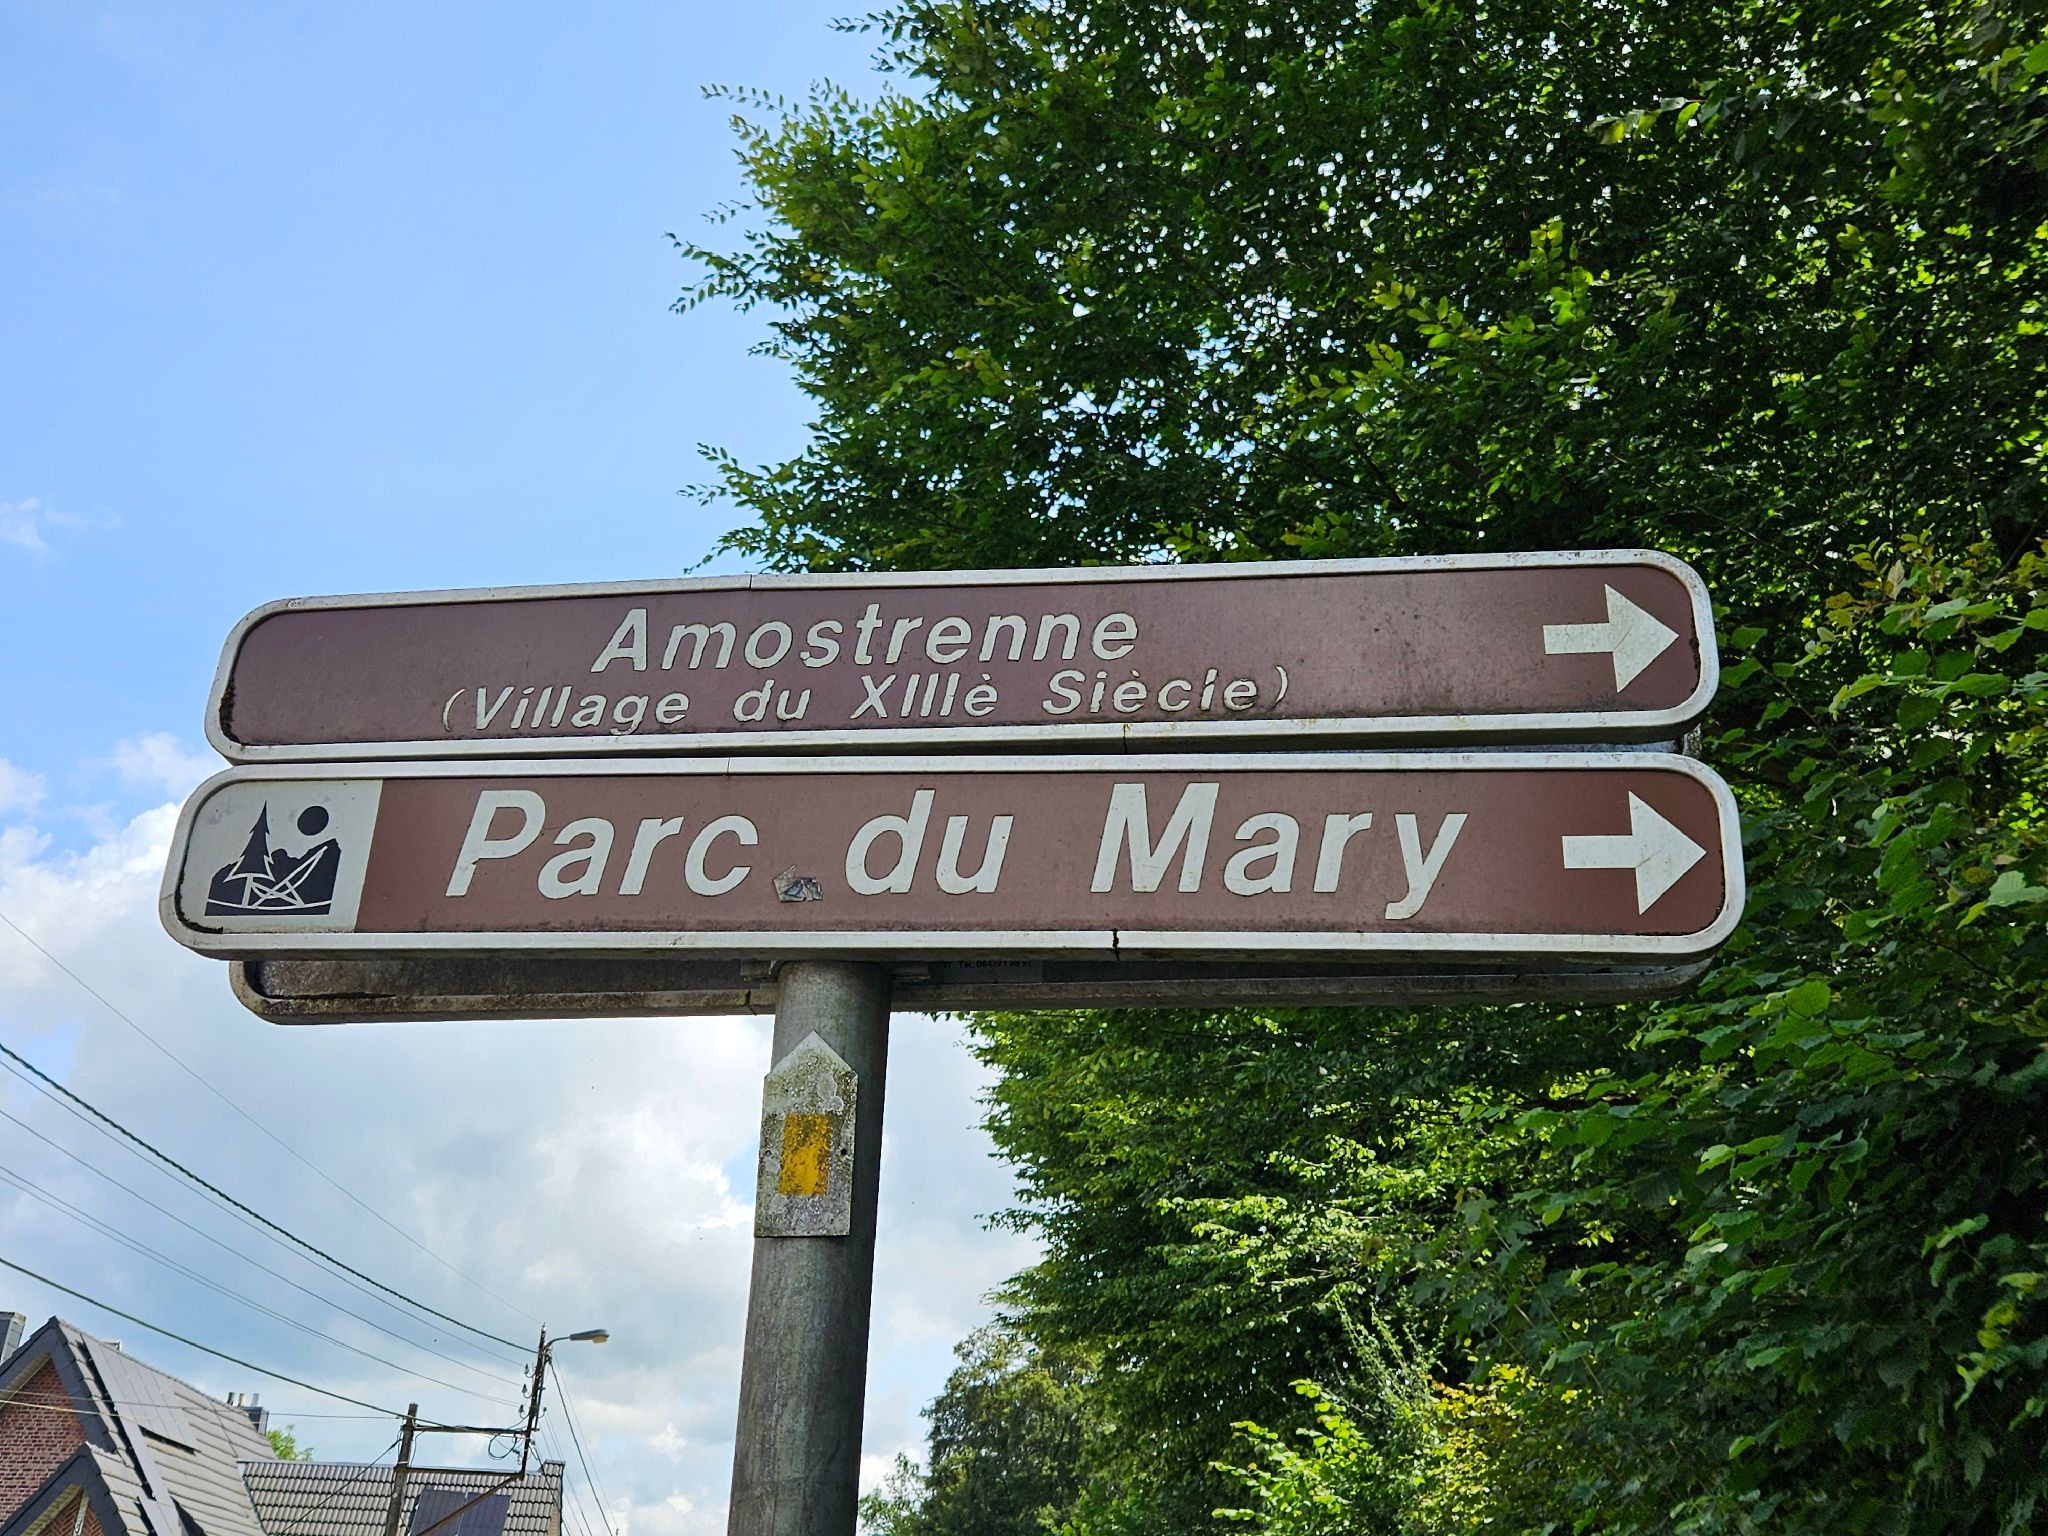 Amostrenne
(Village du XIIIè Siècle)
Parc du Mary